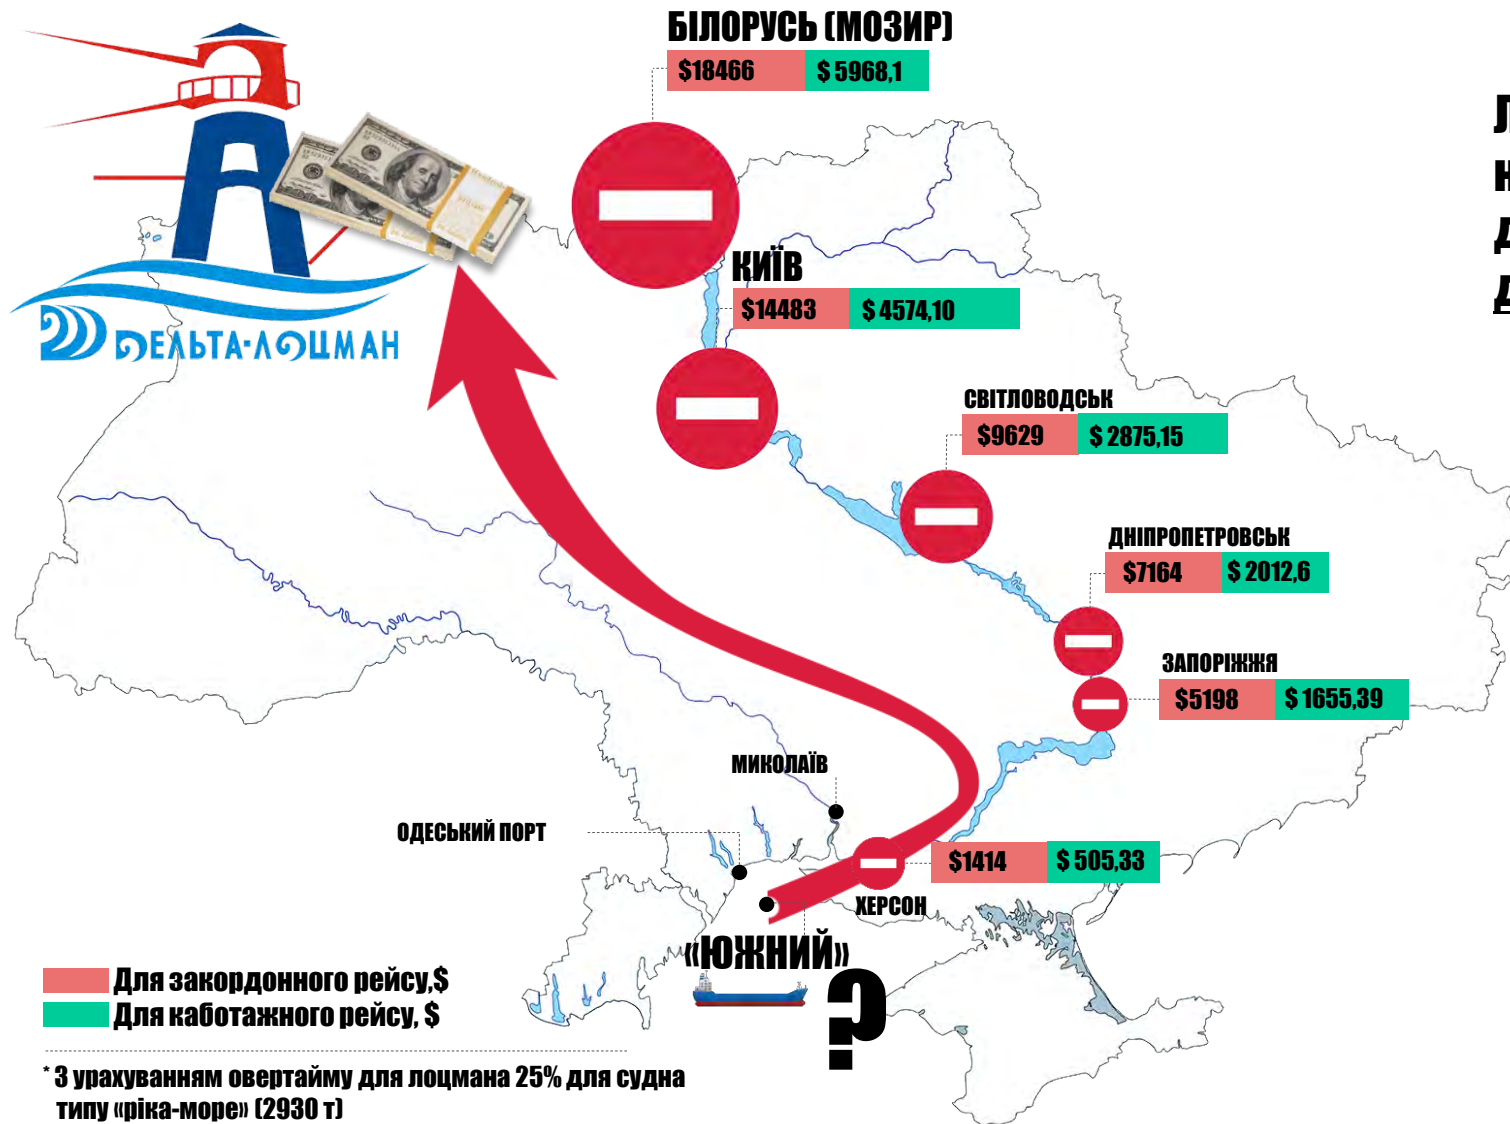 БІЛОРУСЬ (МОЗИР)
$18466 $ 5968,1
ДЕЛЬТА-ЛОЦМАН
КИЇВ
$14483 $ 4574,10
СВІТЛОВОДСЬК
$9629 $ 2875,15
ДНІПРОПЕТРОВСЬК
$7164 $ 2012,6
ЗАПОРІЖЖЯ
$5198 $ 1655,39
МИКОЛАЇВ
ОДЕСЬКИЙ ПОРТ
$1414 $ 505,33
ХЕРСОН
«ЮЖНИЙ»
?
Для закордонного рейсу,$
Для каботажного рейсу, $
* З урахуванням овертайму для лоцмана 25% для судна
типу «ріка-море» (2930 т)